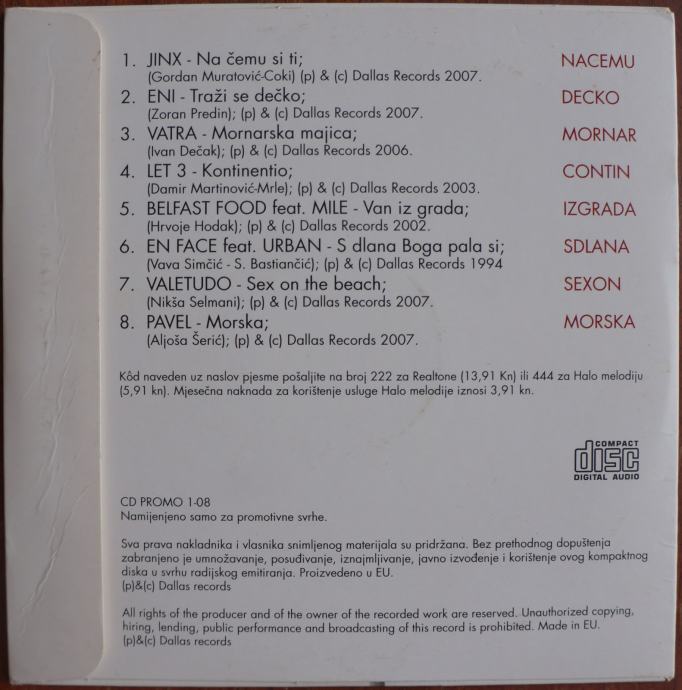 1. JINX - Na čemu si ti; NACEMU
(Gordan Muratović-Coki) (p) & (c) Dallas Records 2007.
2. ENI - Traži se dečko; DECKO
(Zoran Predin); (p) & (c) Dallas Records 2007.
3. VATRA - Mornarska majica; MORNAR
(Ivan Dečak); (p) & (c) Dallas Records 2006.
4. LET 3 - Kontinentio; CONTIN
(Damir Martinović-Mrle); (p) & (c) Dallas Records 2003.
5. BELFAST FOOD feat. MILE - Van iz grada; IZGRADA
(Hrvoje Hodak); (p) & (c) Dallas Records 2002.
6. EN FACE feat. URBAN - S dlana Boga pala si; SDLANA
(Vava Simčić - S. Bastiančić); (p) & (c) Dallas Records 1994
7. VALETUDO - Sex on the beach; SEXON
(Nikša Selmani); (p) & (c) Dallas Records 2007.
8. PAVEL - Morska; MORSKA
(Aljoša Šerić); (p) & (c) Dallas Records 2007.
Kôd naveden uz naslov pjesme pošaljite na broj 222 za Realtone (13,91 Kn) ili 444 za Halo melodiju
(5,91 kn). Mjesečna naknada za korištenje usluge Halo melodije iznosi 3,91 kn.
COMPACT
disc
DIGITAL AUDIO
CD PROMO 1-08
Namijenjeno samo za promotivne svrhe.
Sva prava nakladnika i vlasnika snimljenog materijala su pridržana. Bez prethodnog dopuštenja
zabranjeno je umnožavanje, posuđivanje, iznajmljivanje, javno izvođenje i korištenje ovog kompaktnog
diska u svrhu radijskog emitiranja. Proizvedeno u EU.
(p)&(c) Dallas records
All rights of the producer and of the owner of the recorded work are reserved. Unauthorized copying,
hiring, lending, public performance and broadcasting of this record is prohibited. Made in EU.
(p)&(c) Dallas records